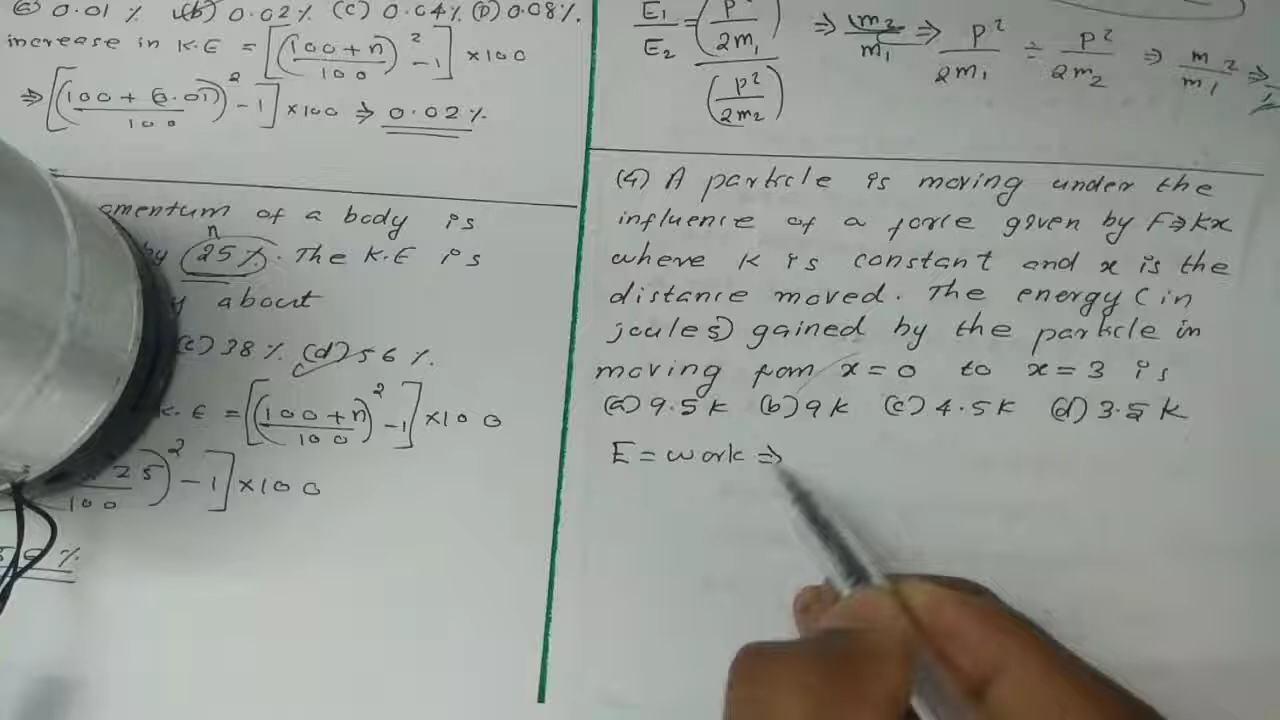 (a) 0.01 % (b) 0.02 % (c) 0.04 % (D) 0.08 %.
increase in K.E = [((100+n)/100)² -1] ×100
⇒ [((100 + 0.01)/100)² -1] ×100 ⇒ 0.02 %
omentum of a body is
by 25 %. The K.E is
y about
(c) 38 % (d) 56 %.
K.E = [((100+n)/100)² -1] ×100
25/100)² -1] ×100
%
E₁/E₂ = (p²/2m₁)/(p²/2m₂) ⇒ m₂/m₁ ⇒ p²/2m₁ ÷ p²/2m₂ ⇒ m₂/m₁ ⇒
(4) A particle is moving under the
influence of a force given by F⇒Kx
where K is constant and x is the
distance moved. The energy (in
joules) gained by the particle in
moving from x=0 to x=3 is
(a) 9.5 K (b) 9 K (c) 4.5 K (d) 3.5 K
E = work ⇒